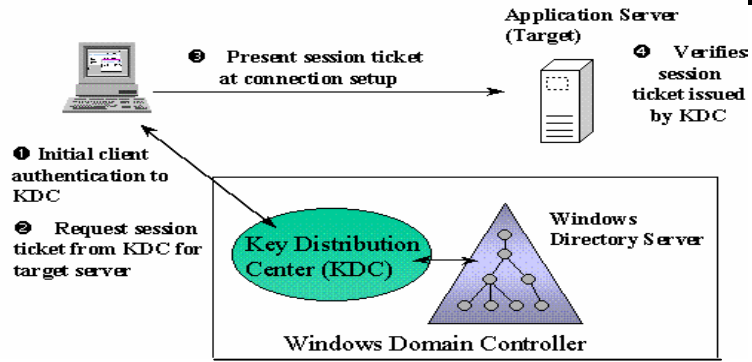 Application Server
(Target)
❸ Present session ticket
at connection setup
❹ Verifies
session
ticket issued
by KDC
❶ Initial client
authentication to
KDC
❷ Request session
ticket from KDC for
target server
Key Distribution
Center (KDC)
Windows
Directory Server
Windows Domain Controller